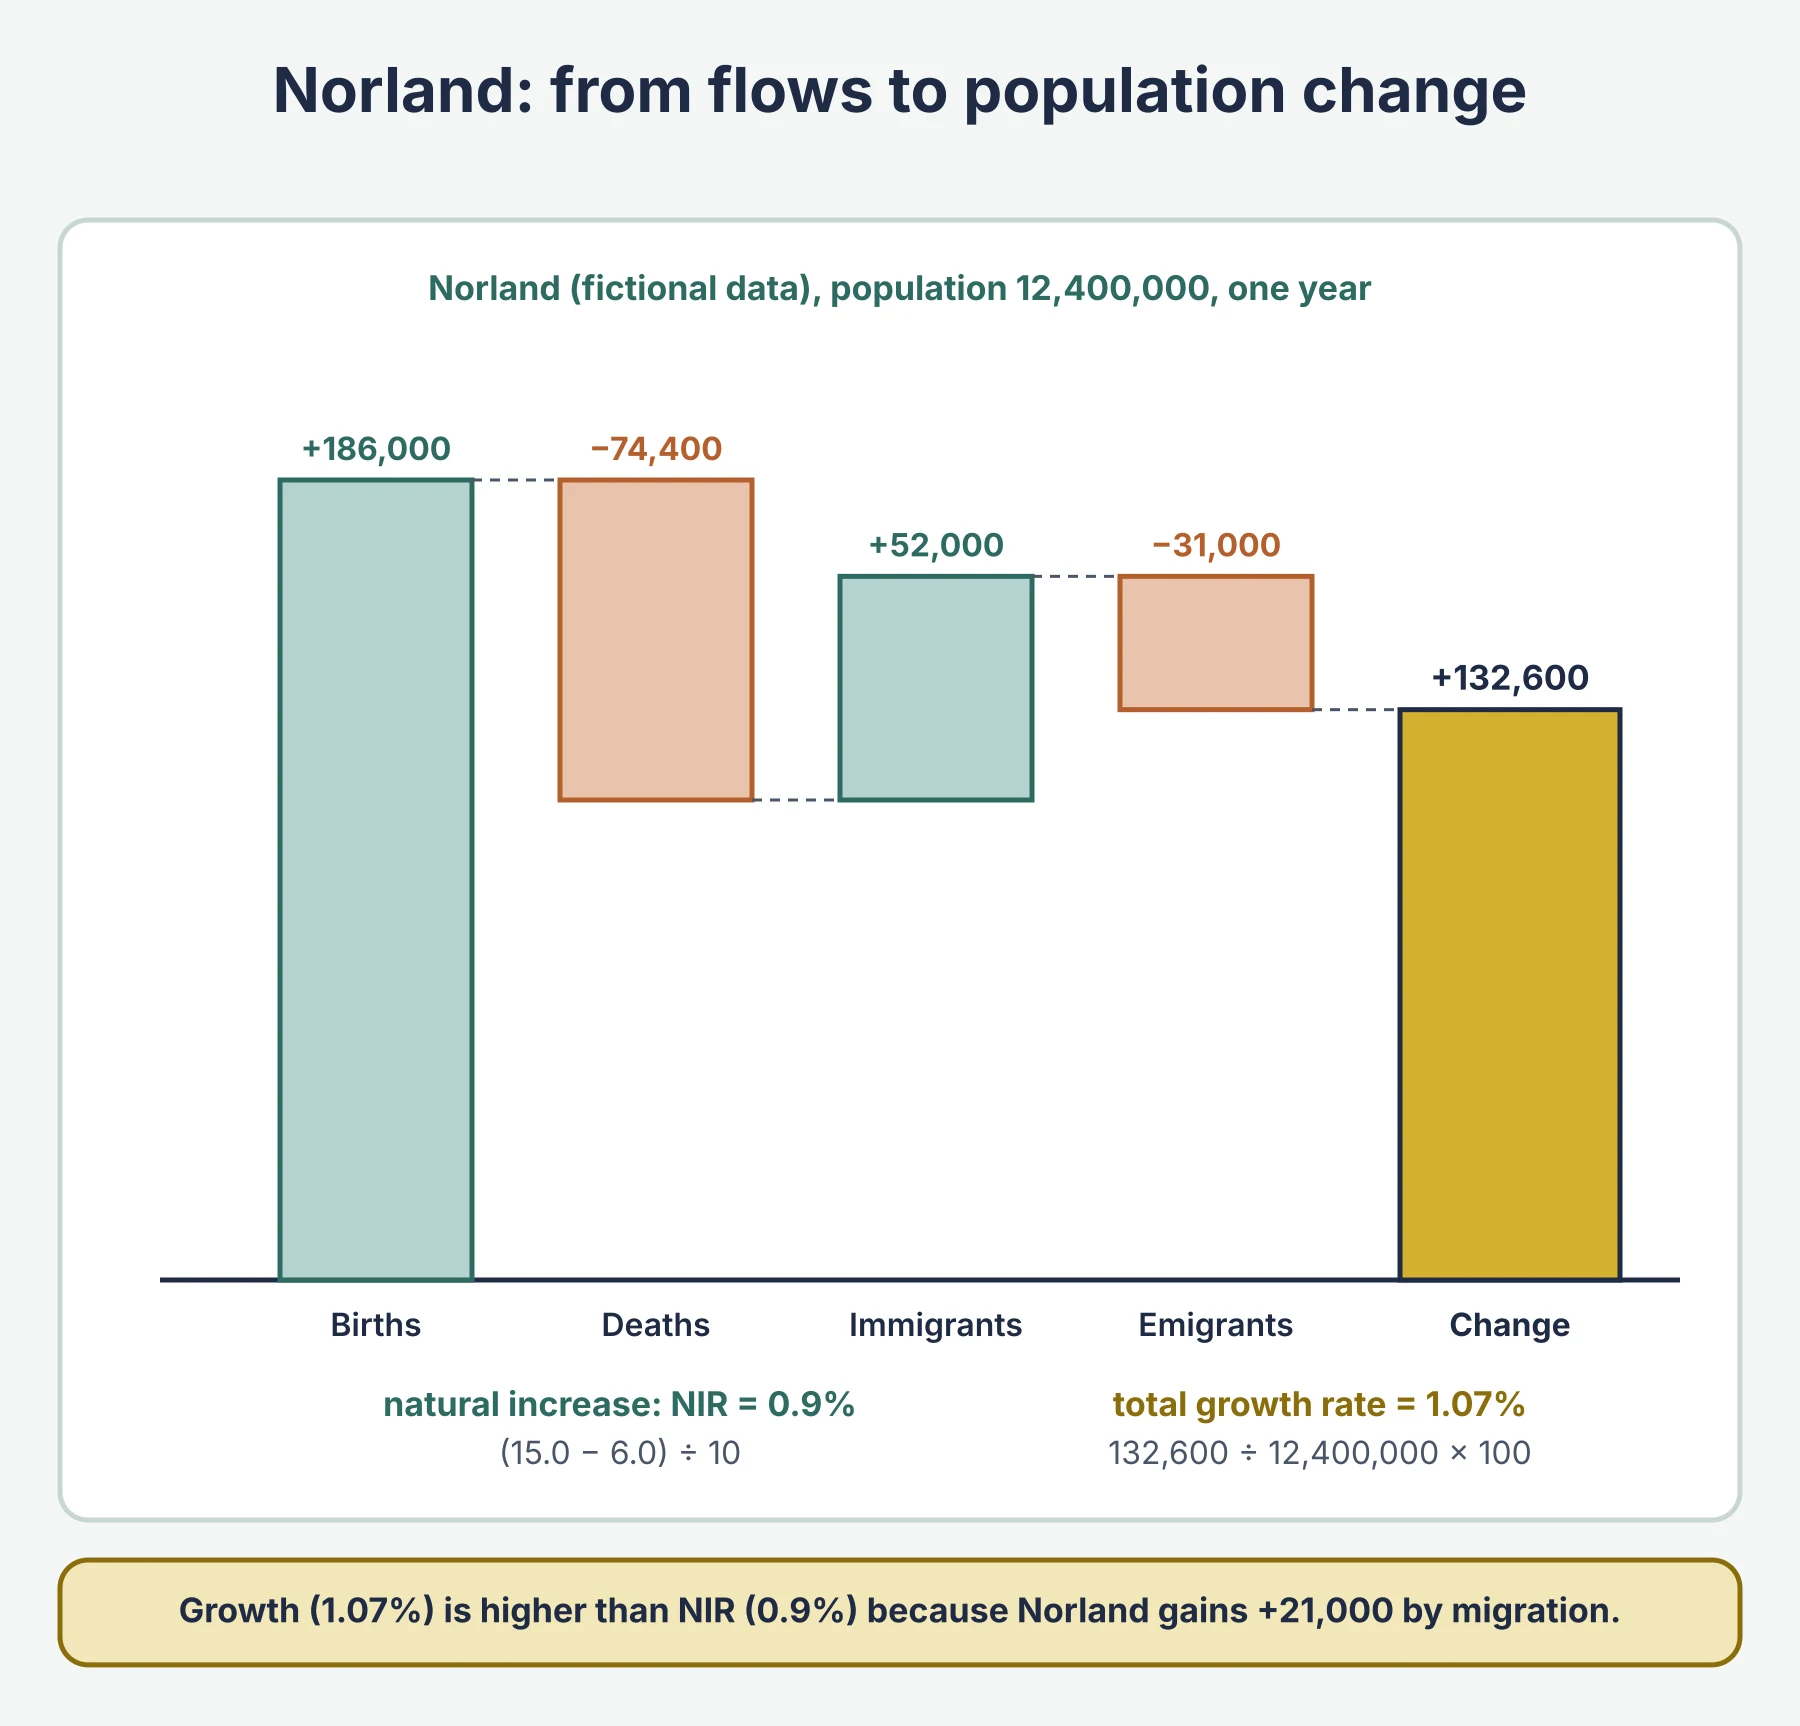 Norland: from flows to population change
Norland (fictional data), population 12,400,000, one year
+186,000
−74,400
+52,000
−31,000
+132,600
Births
Deaths
Immigrants
Emigrants
Change
natural increase: NIR = 0.9%
(15.0 − 6.0) ÷ 10
total growth rate = 1.07%
132,600 ÷ 12,400,000 × 100
Growth (1.07%) is higher than NIR (0.9%) because Norland gains +21,000 by migration.